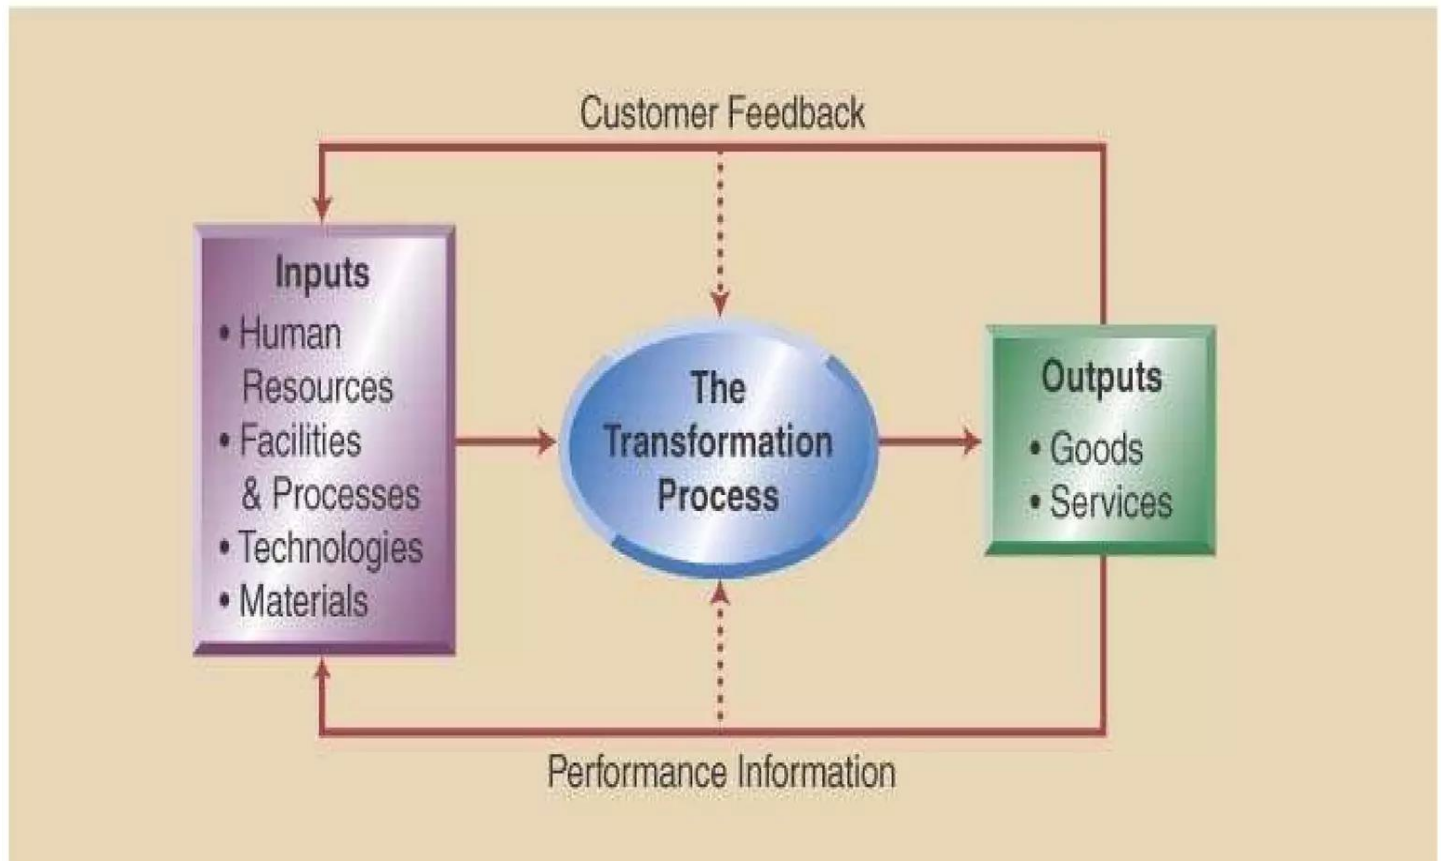 Customer Feedback
Inputs
• Human
Resources
• Facilities
& Processes
• Technologies
• Materials
The
Transformation
Process
Outputs
• Goods
• Services
Performance Information